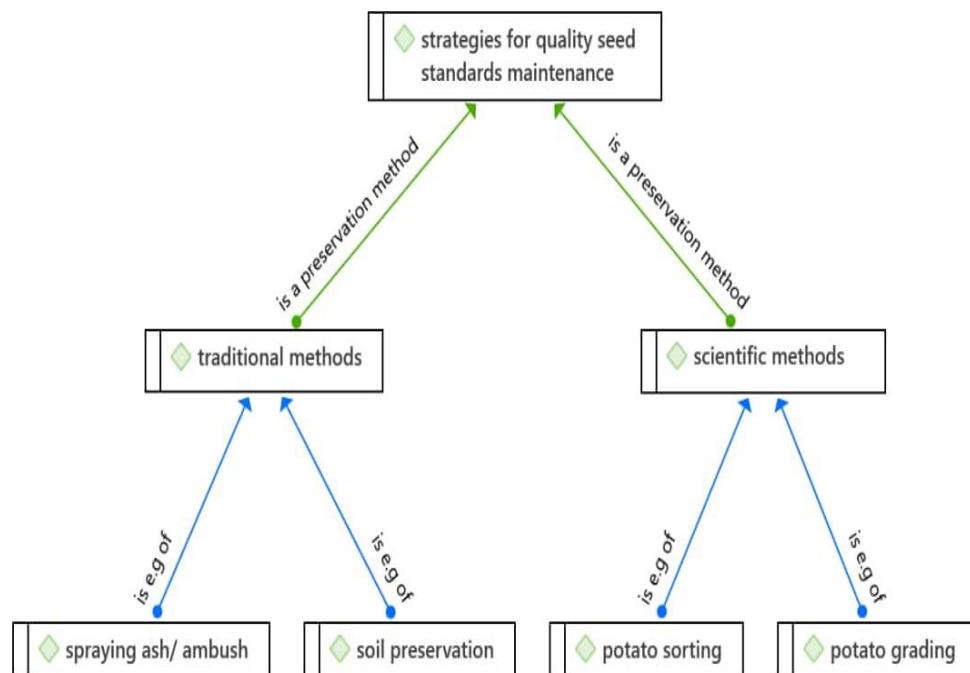 strategies for quality seed
standards maintenance
is a preservation method
is a preservation method
traditional methods
scientific methods
is e.g of
is e.g of
is e.g of
is e.g of
spraying ash/ ambush
soil preservation
potato sorting
potato grading